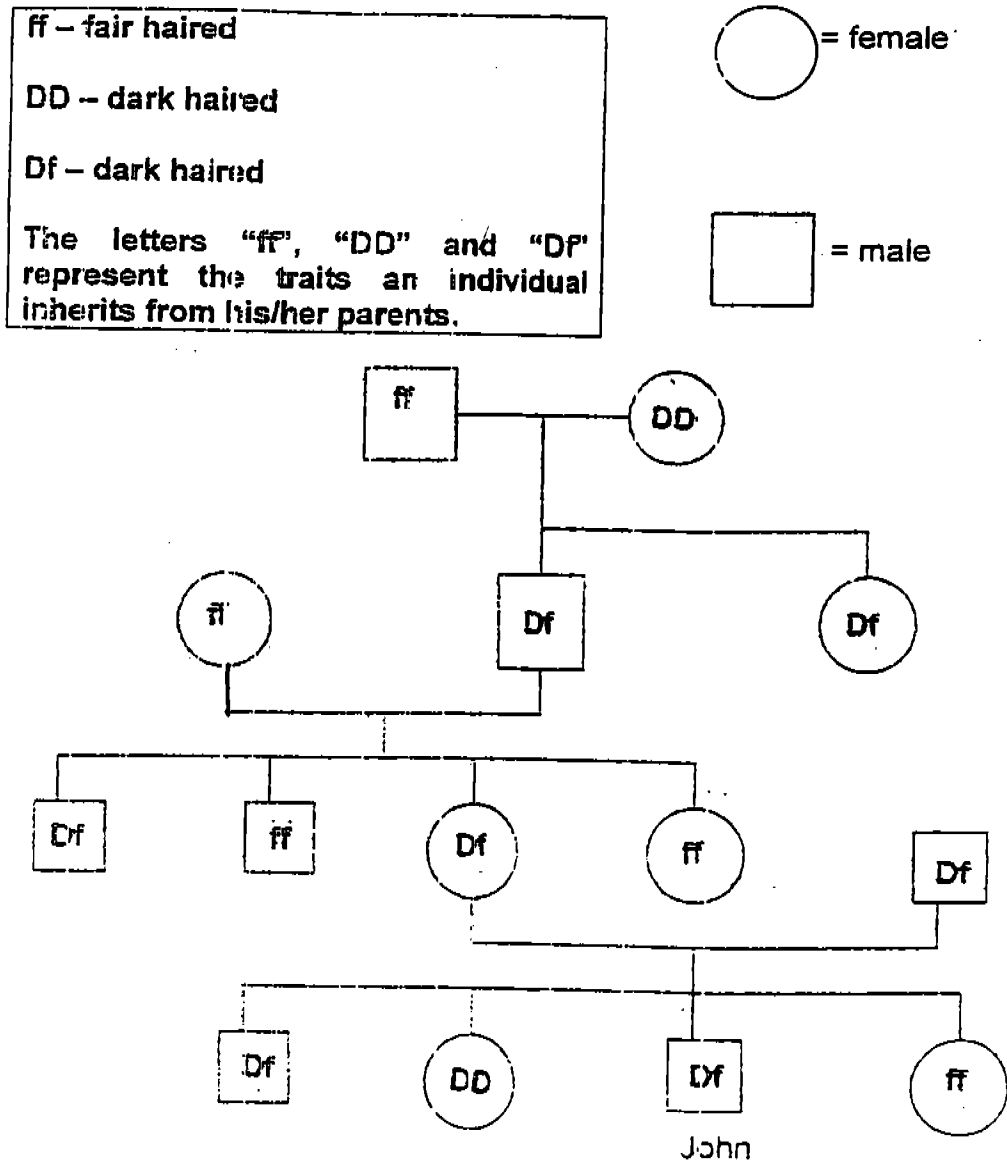 ff – fair haired
= female
DD – dark haired
Df – dark haired
The letters "ff", "DD" and "Df"
represent the traits an individual
inherits from his/her parents.
= male
ff
DD
ff
Df
Df
Df
ff
Df
ff
Df
Df
DD
Df
ff
John